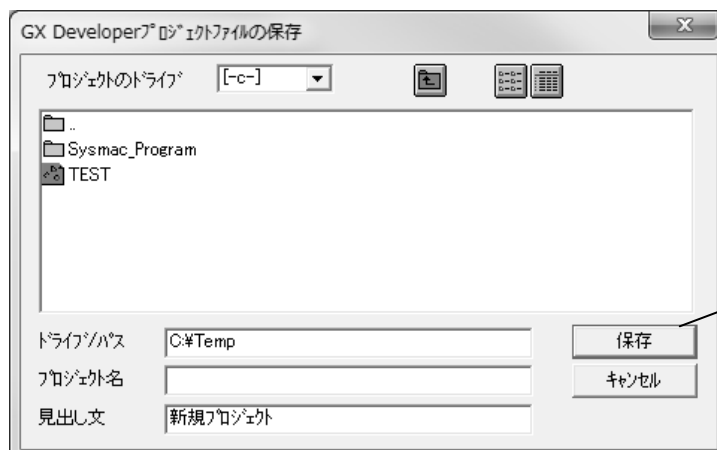 GX Developerﾌﾟﾛｼﾞｪｸﾄﾌｧｲﾙの保存
ﾌﾟﾛｼﾞｪｸﾄのﾄﾞﾗｲﾌﾞ [-c-]
..
Sysmac_Program
TEST
ﾄﾞﾗｲﾌﾞ/ﾊﾟｽ C:¥Temp 保存
ﾌﾟﾛｼﾞｪｸﾄ名 ｷｬﾝｾﾙ
見出し文 新規ﾌﾟﾛｼﾞｪｸﾄ